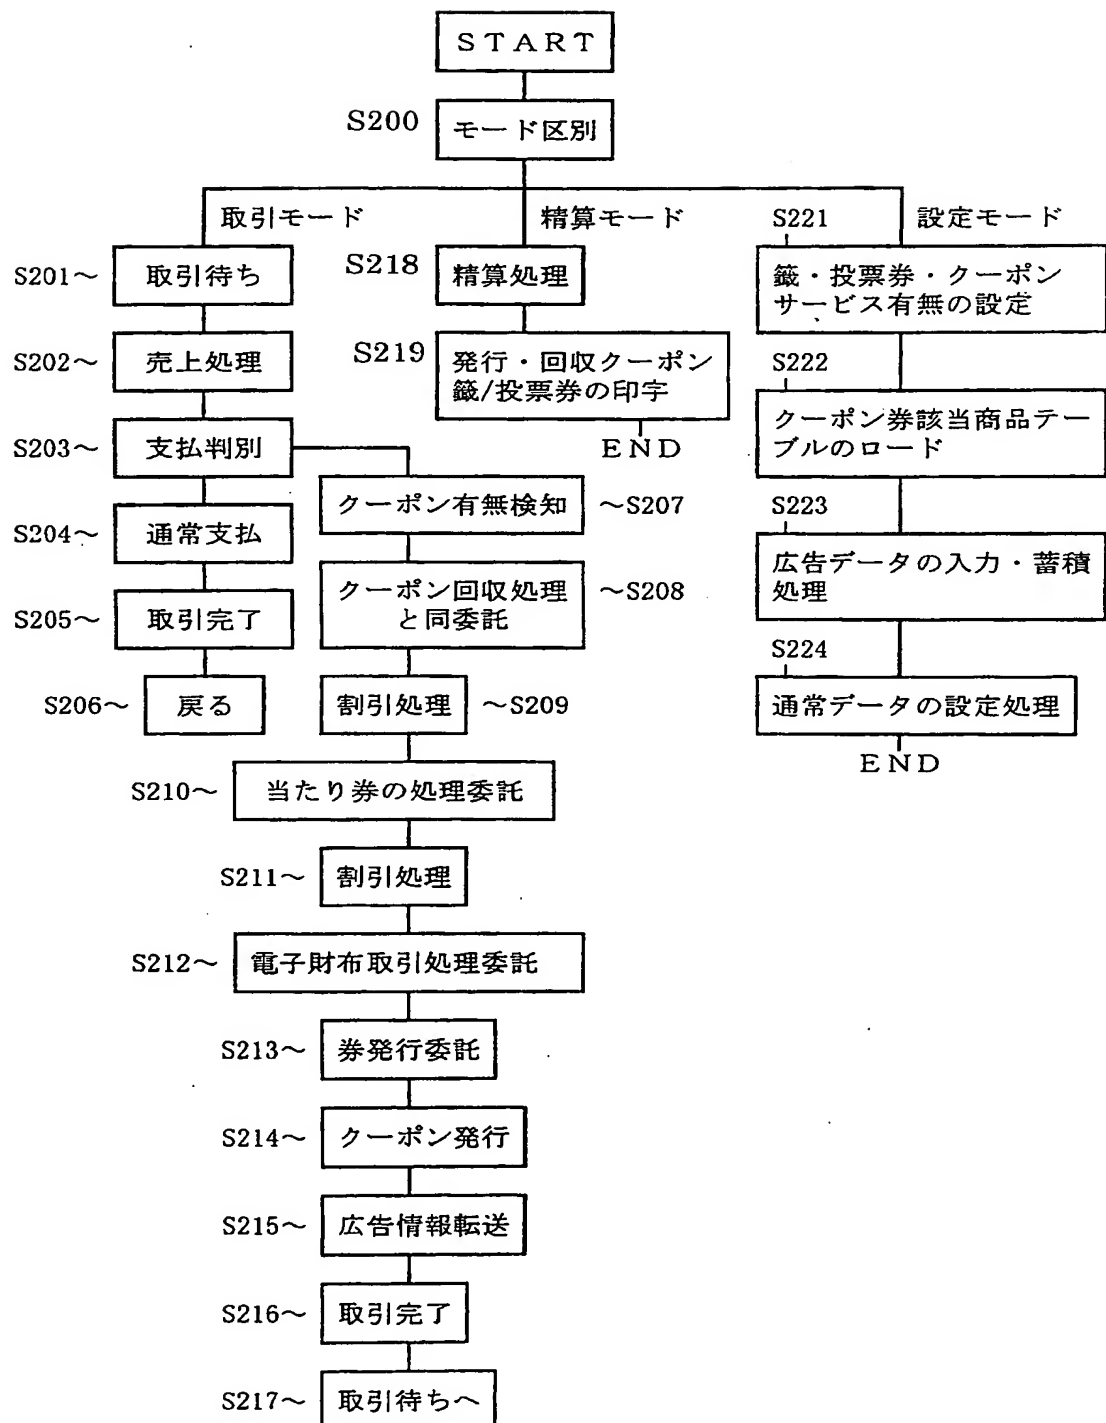 START
S200
モード区別
取引モード
S201～
取引待ち
S202～
売上処理
S203～
支払判別
S204～
通常支払
S205～
取引完了
S206～
戻る
クーポン有無検知
～S207
クーポン回収処理
と同委託
～S208
割引処理
～S209
S210～
当たり券の処理委託
S211～
割引処理
S212～
電子財布取引処理委託
S213～
券発行委託
S214～
クーポン発行
S215～
広告情報転送
S216～
取引完了
S217～
取引待ちへ
精算モード
S218
精算処理
S219
発行・回収クーポン
籤/投票券の印字
END
設定モード
S221
籤・投票券・クーポン
サービス有無の設定
S222
クーポン券該当商品テー
ブルのロード
S223
広告データの入力・蓄積
処理
S224
通常データの設定処理
END